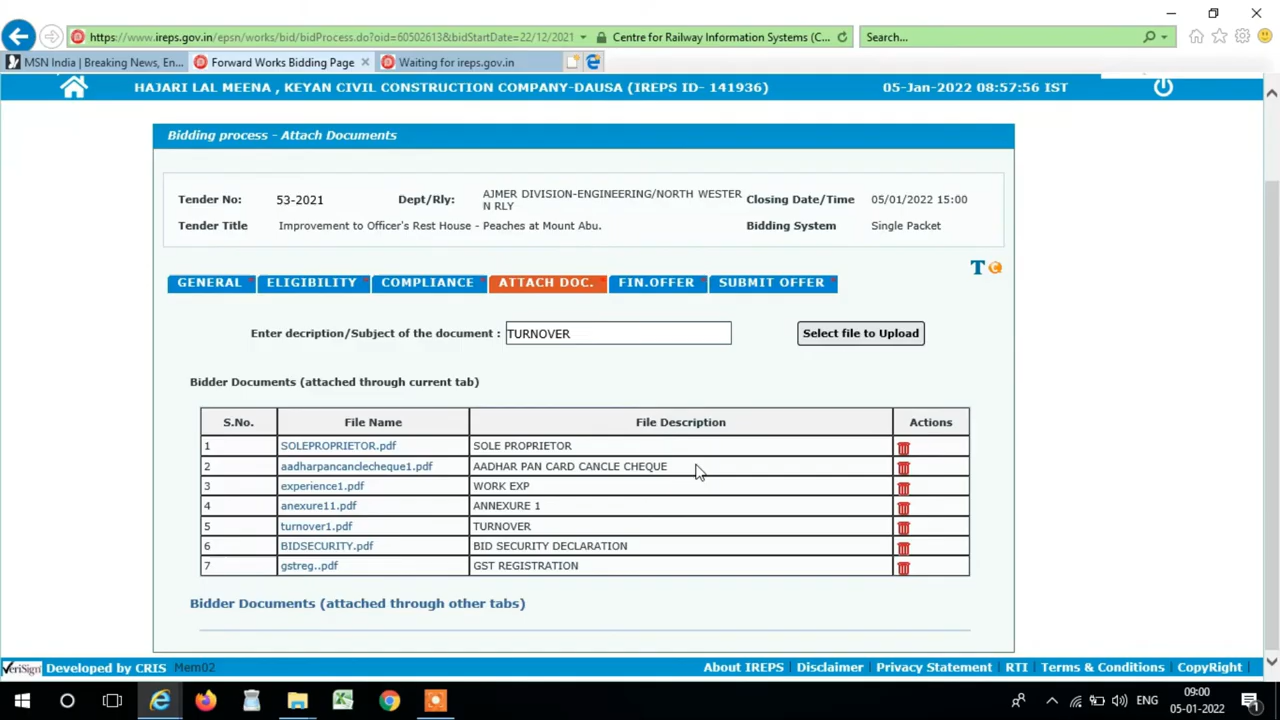 https://www.ireps.gov.in/epsn/works/bid/bidProcess.do?oid=60502613&bidStartDate=22/12/2021
Centre for Railway Information Systems (C...
Search...
MSN India | Breaking News, En...
Forward Works Bidding Page
Waiting for ireps.gov.in
HAJARI LAL MEENA , KEYAN CIVIL CONSTRUCTION COMPANY-DAUSA (IREPS ID- 141936)
05-Jan-2022 08:57:56 IST
Bidding process - Attach Documents
Tender No: 53-2021 Dept/Rly: AJMER DIVISION-ENGINEERING/NORTH WESTER Closing Date/Time 05/01/2022 15:00
N RLY
Tender Title Improvement to Officer's Rest House - Peaches at Mount Abu. Bidding System Single Packet
T C
GENERAL* ELIGIBILITY* COMPLIANCE* ATTACH DOC.* FIN.OFFER* SUBMIT OFFER*
Enter decription/Subject of the document : TURNOVER Select file to Upload
Bidder Documents (attached through current tab)
S.No. File Name File Description Actions
1 SOLEPROPRIETOR.pdf SOLE PROPRIETOR
2 aadharpancanclecheque1.pdf AADHAR PAN CARD CANCLE CHEQUE
3 experience1.pdf WORK EXP
4 anexure11.pdf ANNEXURE 1
5 turnover1.pdf TURNOVER
6 BIDSECURITY.pdf BID SECURITY DECLARATION
7 gstreg..pdf GST REGISTRATION
Bidder Documents (attached through other tabs)
VeriSign Developed by CRIS Mem02 About IREPS | Disclaimer | Privacy Statement | RTI | Terms & Conditions | CopyRight |
ENG
09:00
05-01-2022
1